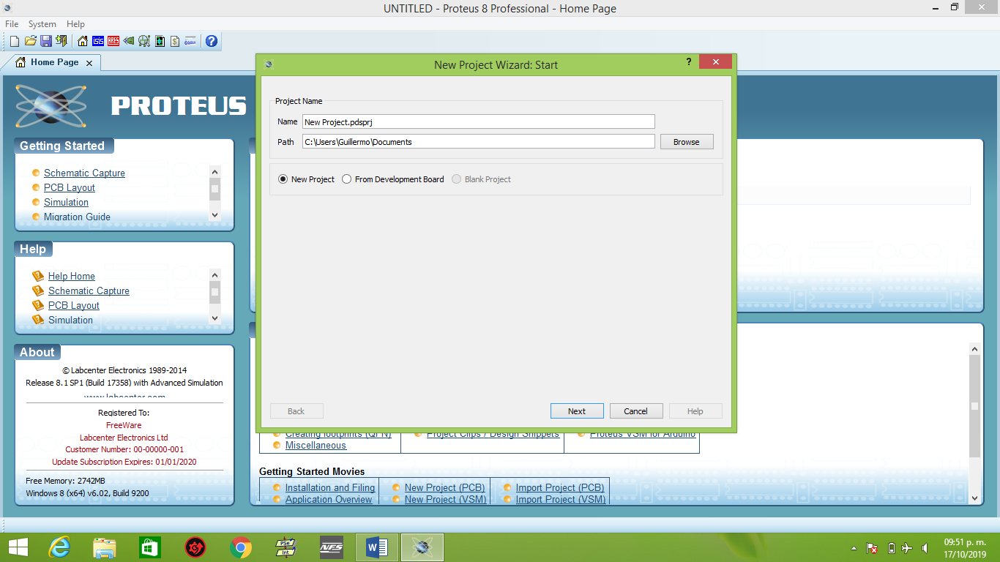 UNTITLED - Proteus 8 Professional - Home Page
File System Help
ISIS ARES
Home Page
New Project Wizard: Start
PROTEUS
Project Name
Name New Project.pdsprj
Path C:\Users\Guillermo\Documents Browse
New Project From Development Board Blank Project
Back Next Cancel Help
Getting Started
Schematic Capture
PCB Layout
Simulation
Migration Guide
Help
Help Home
Schematic Capture
PCB Layout
Simulation
About
© Labcenter Electronics 1989-2014
Release 8.1 SP1 (Build 17358) with Advanced Simulation
www.labcenter.com
Registered To:
FreeWare
Labcenter Electronics Ltd
Customer Number: 00-00000-001
Update Subscription Expires: 01/01/2020
Free Memory: 2742MB
Windows 8 (x64) v6.02, Build 9200
Creating footprints (QFN) Project Clips / Design Snippets Proteus VSM for Arduino
Miscellaneous
Getting Started Movies
Installation and Filing New Project (PCB) Import Project (PCB)
Application Overview New Project (VSM) Import Project (VSM)
PSe
Int
NFS
09:51 p. m.
17/10/2019